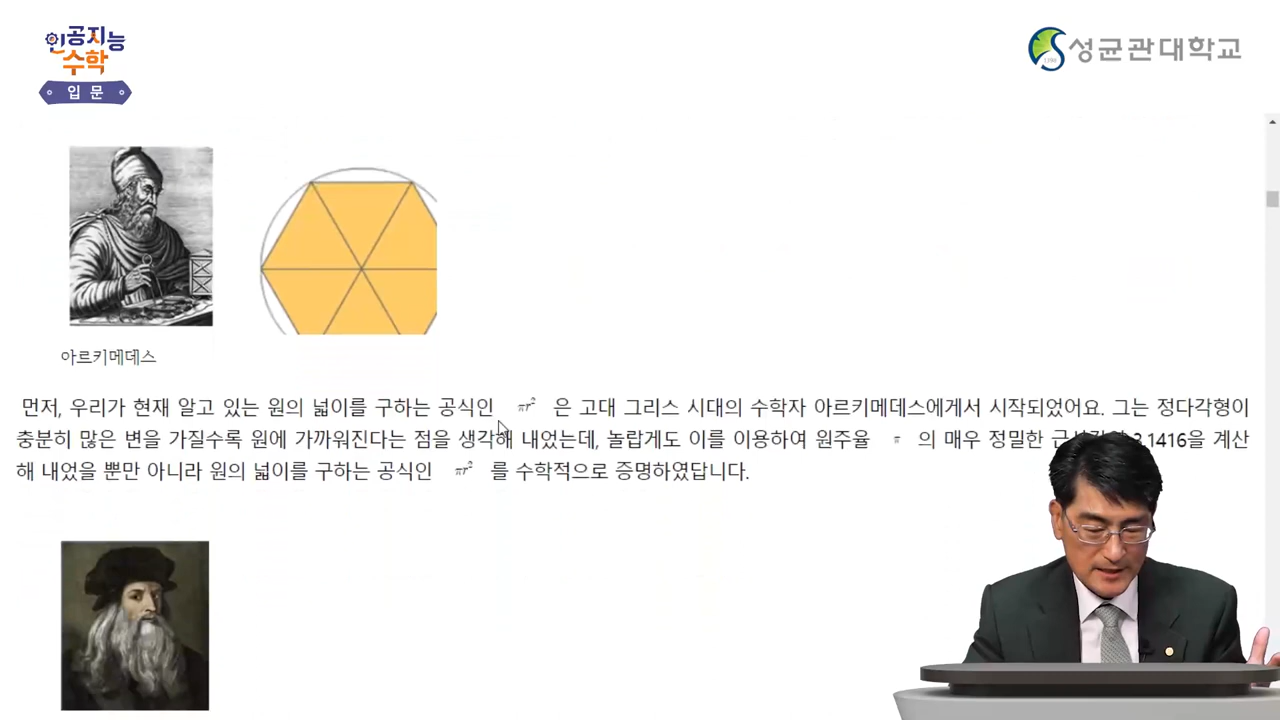 인공지능
수학
입문
성균관대학교
아르키메데스
먼저, 우리가 현재 알고 있는 원의 넓이를 구하는 공식인 πr² 은 고대 그리스 시대의 수학자 아르키메데스에게서 시작되었어요. 그는 정다각형이
충분히 많은 변을 가질수록 원에 가까워진다는 점을 생각해 내었는데, 놀랍게도 이를 이용하여 원주율 π 의 매우 정밀한 3.1416을 계산
해 내었을 뿐만 아니라 원의 넓이를 구하는 공식인 πr² 를 수학적으로 증명하였답니다.